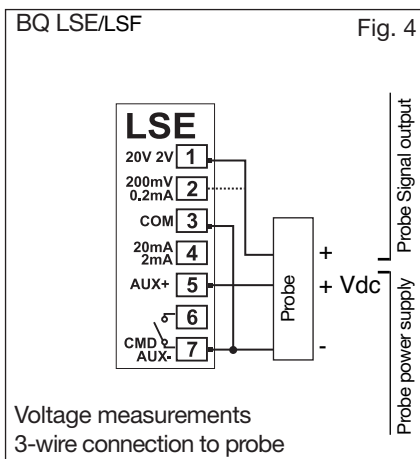 BQ LSE/LSF
Fig. 4
LSE
20V 2V 1
200mV
0.2mA 2
COM 3
20mA
2mA 4
AUX+ 5
6
CMD
AUX- 7
Probe
+
+ Vdc
-
Probe Signal output
Probe power supply
Voltage measurements
3-wire connection to probe